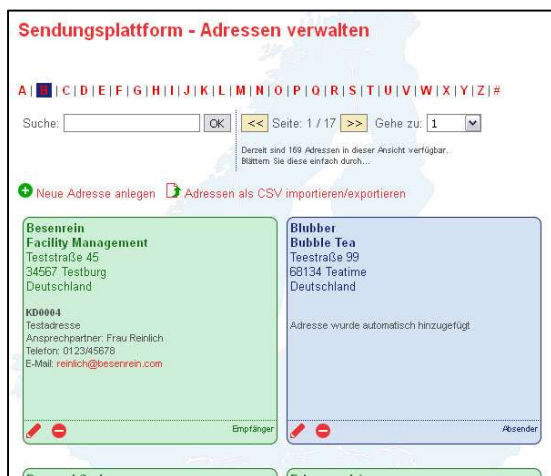 Sendungsplattform - Adressen verwalten
A | B | C | D | E | F | G | H | I | J | K | L | M | N | O | P | Q | R | S | T | U | V | W | X | Y | Z | #
Suche: OK << Seite: 1 / 17 >> Gehe zu: 1
Derzeit sind 169 Adressen in dieser Ansicht verfügbar.
Blättern Sie diese einfach durch...
Neue Adresse anlegen Adressen als CSV importieren/exportieren
Besenrein
Facility Management
Teststraße 45
34567 Testburg
Deutschland
KD0004
Testadresse
Ansprechpartner: Frau Reinlich
Telefon: 0123/45678
E-Mail: reinlich@besenrein.com
Empfänger
Blubber
Bubble Tea
Teestraße 99
68134 Teatime
Deutschland
Adresse wurde automatisch hinzugefügt
Absender